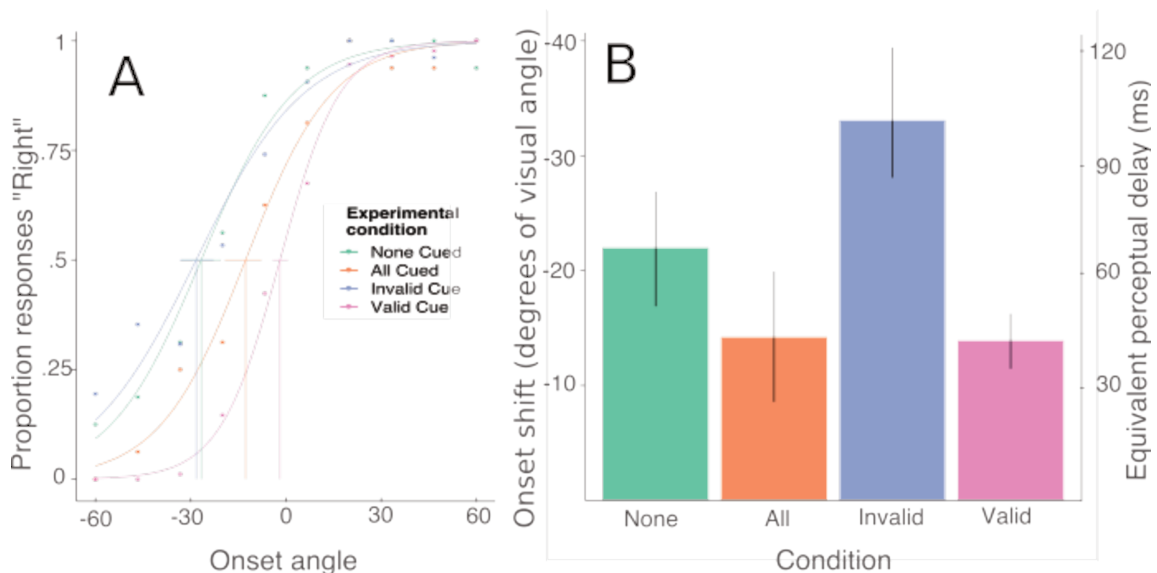 A
Proportion responses "Right"
1
.75
.5
.25
0
-60
-30
0
30
60
Onset angle
Experimental
condition
None Cued
All Cued
Invalid Cue
Valid Cue
B
Onset shift (degrees of visual angle)
-40
-30
-20
-10
None
All
Invalid
Valid
Condition
120
90
60
30
Equivalent perceptual delay (ms)